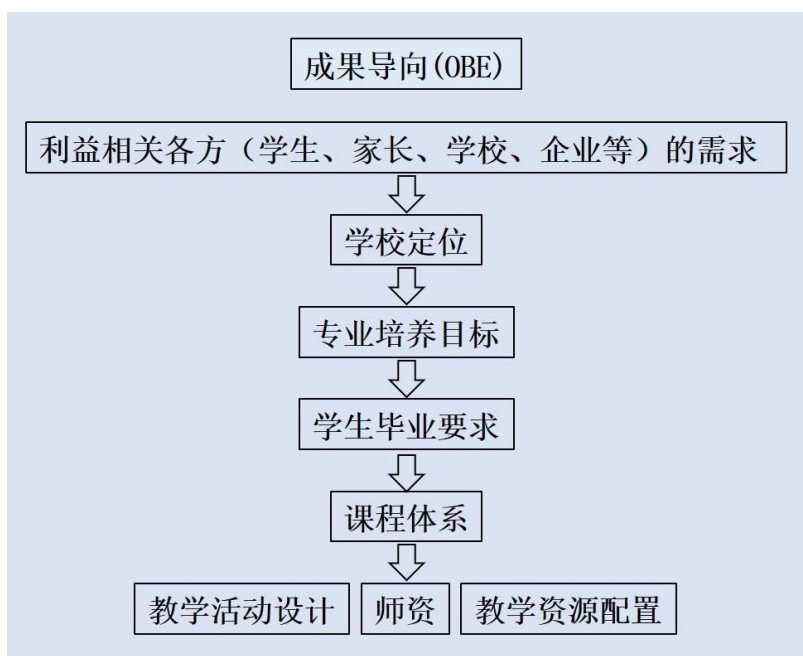 成果导向(OBE)
利益相关各方（学生、家长、学校、企业等）的需求
学校定位
专业培养目标
学生毕业要求
课程体系
教学活动设计 师资 教学资源配置